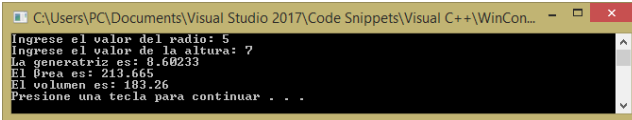 C:\Users\PC\Documents\Visual Studio 2017\Code Snippets\Visual C++\WinCon...
Ingrese el valor del radio: 5
Ingrese el valor de la altura: 7
La generatriz es: 8.60233
El βrea es: 213.665
El volumen es: 183.26
Presione una tecla para continuar . . .